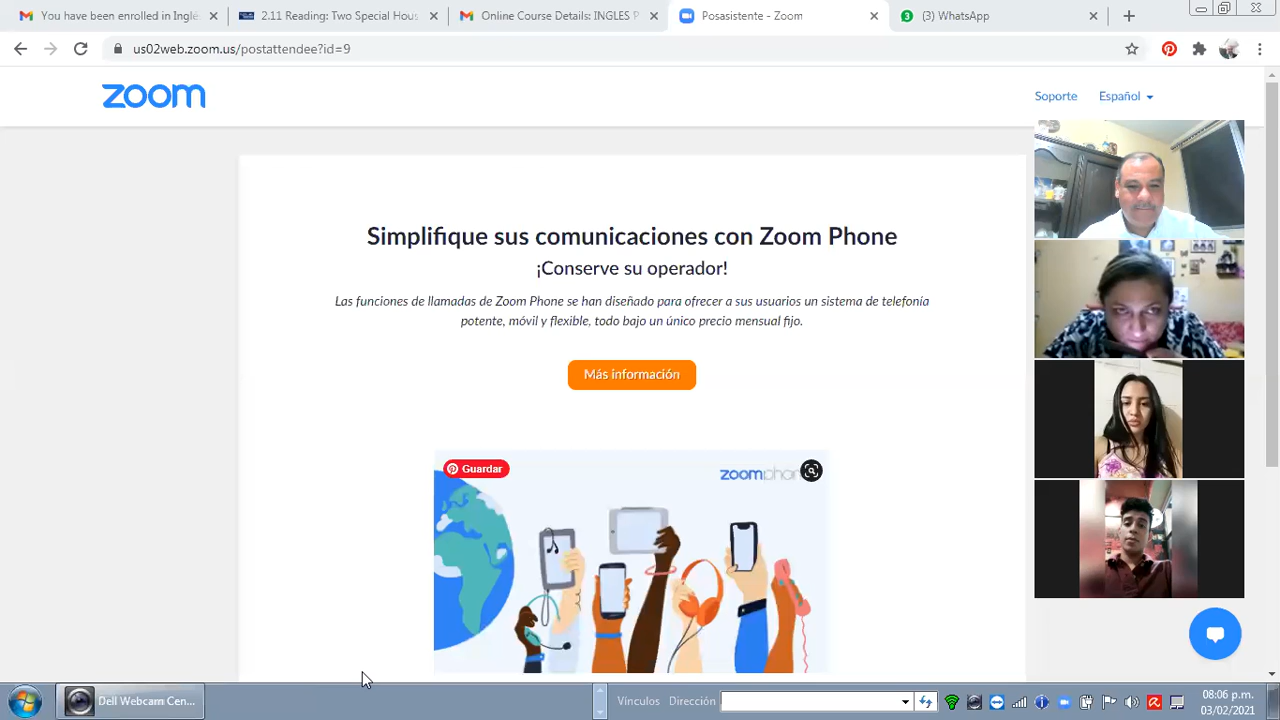 You have been enrolled in Inglé
2.11 Reading: Two Special Hous
Online Course Details: INGLES P
Posasistente - Zoom
(3) WhatsApp
us02web.zoom.us/postattendee?id=9
zoom
Soporte
Español
Simplifique sus comunicaciones con Zoom Phone
¡Conserve su operador!
Las funciones de llamadas de Zoom Phone se han diseñado para ofrecer a sus usuarios un sistema de telefonía
potente, móvil y flexible, todo bajo un único precio mensual fijo.
Más información
Guardar
zoomphon
Dell Webcam Cen...
Vínculos
Dirección
08:06 p.m.
03/02/2021